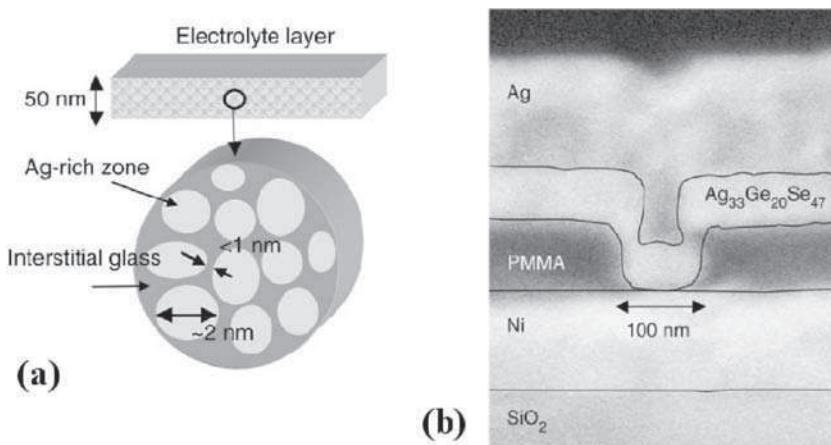 Electrolyte layer
50 nm
Ag-rich zone
<1 nm
Interstitial glass
~2 nm
(a)
Ag
Ag₃₃Ge₂₀Se₄₇
PMMA
100 nm
Ni
SiO₂
(b)